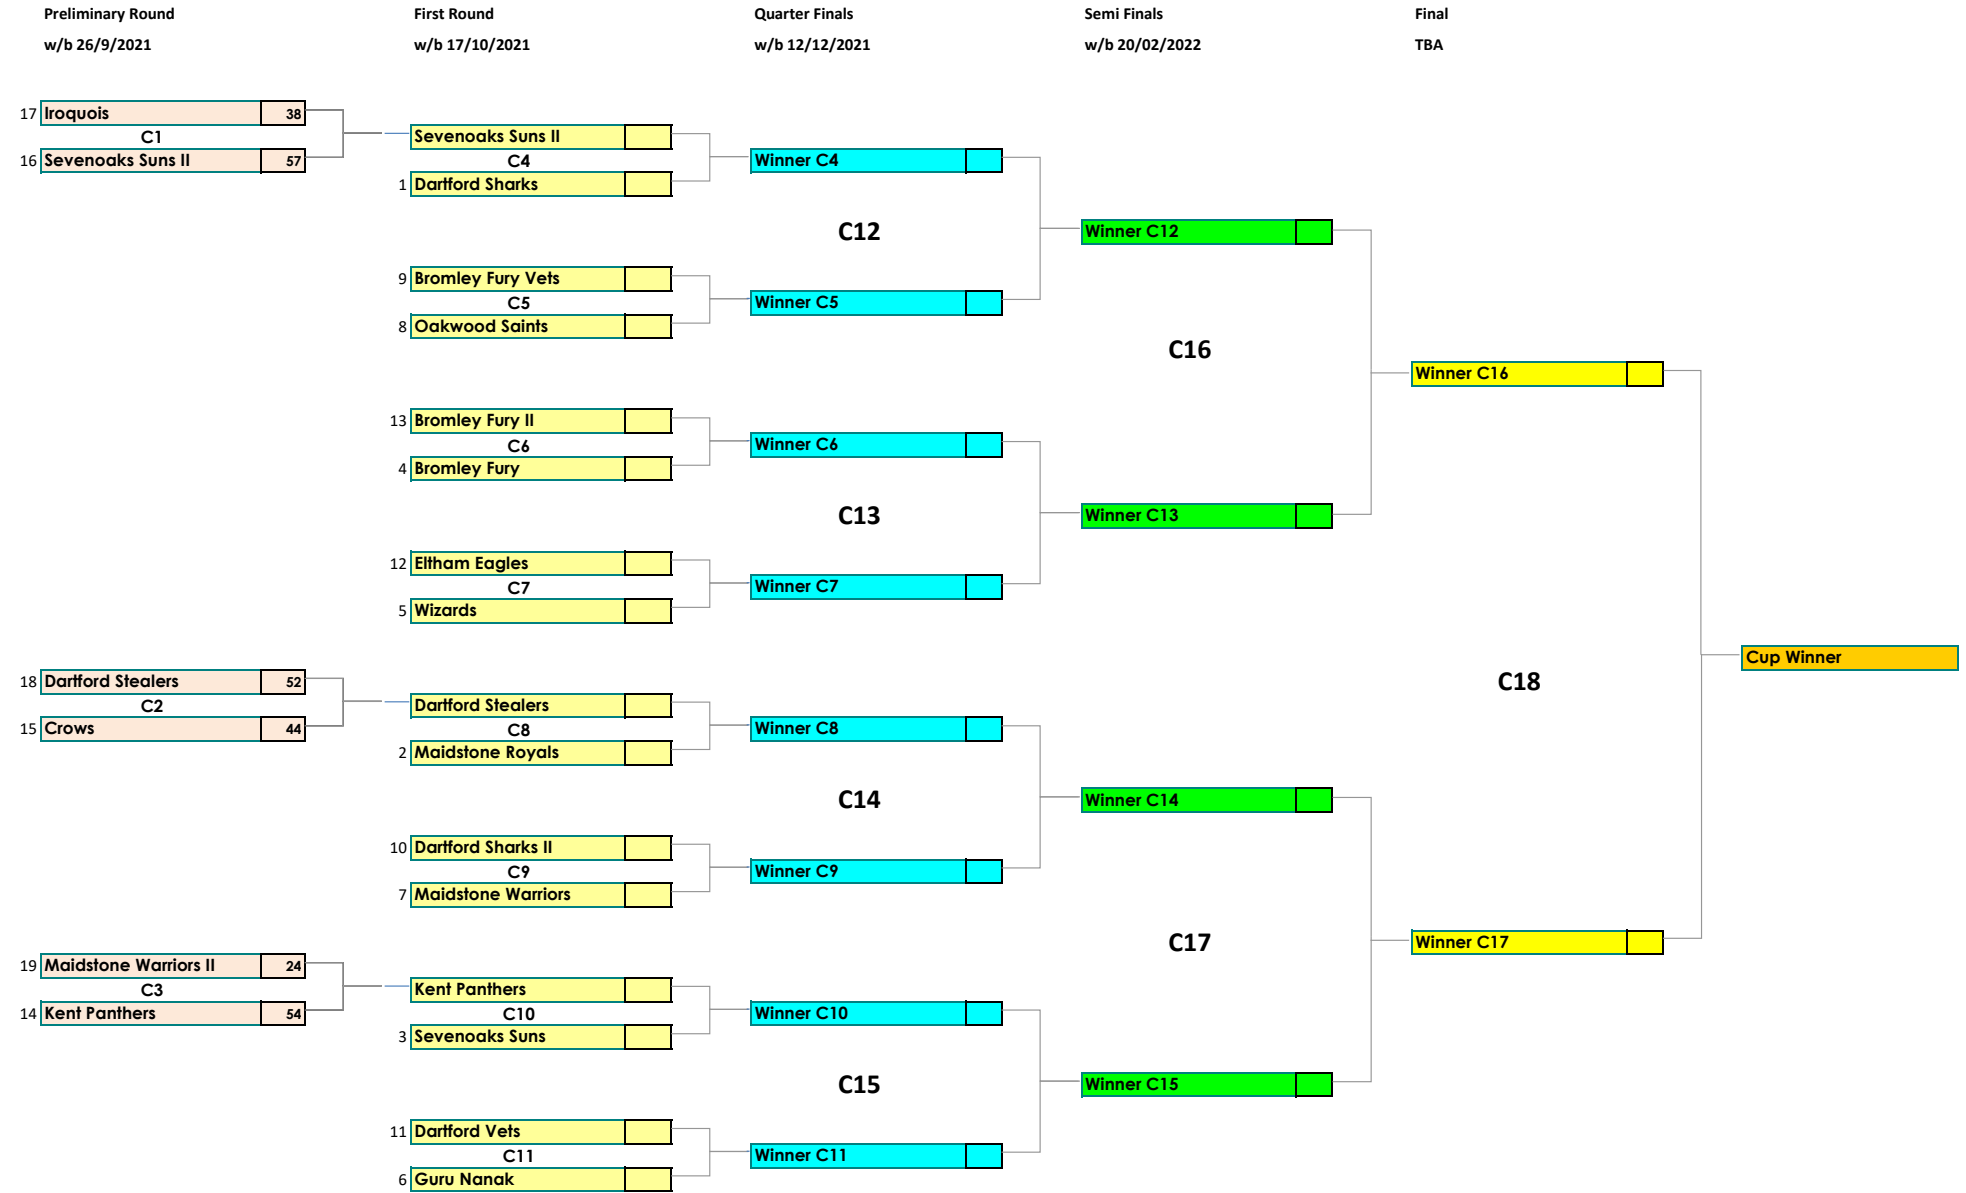 Preliminary Round
w/b 26/9/2021
First Round
w/b 17/10/2021
Quarter Finals
w/b 12/12/2021
Semi Finals
w/b 20/02/2022
Final
TBA
17 Iroquois 38
C1
16 Sevenoaks Suns II 57
18 Dartford Stealers 52
C2
15 Crows 44
19 Maidstone Warriors II 24
C3
14 Kent Panthers 54
Sevenoaks Suns II
C4
1 Dartford Sharks
9 Bromley Fury Vets
C5
8 Oakwood Saints
13 Bromley Fury II
C6
4 Bromley Fury
12 Eltham Eagles
C7
5 Wizards
Dartford Stealers
C8
2 Maidstone Royals
10 Dartford Sharks II
C9
7 Maidstone Warriors
Kent Panthers
C10
3 Sevenoaks Suns
11 Dartford Vets
C11
6 Guru Nanak
Winner C4
C12
Winner C5
Winner C6
C13
Winner C7
Winner C8
C14
Winner C9
Winner C10
C15
Winner C11
Winner C12
C16
Winner C13
Winner C14
C17
Winner C15
Winner C16
C18
Winner C17
Cup Winner